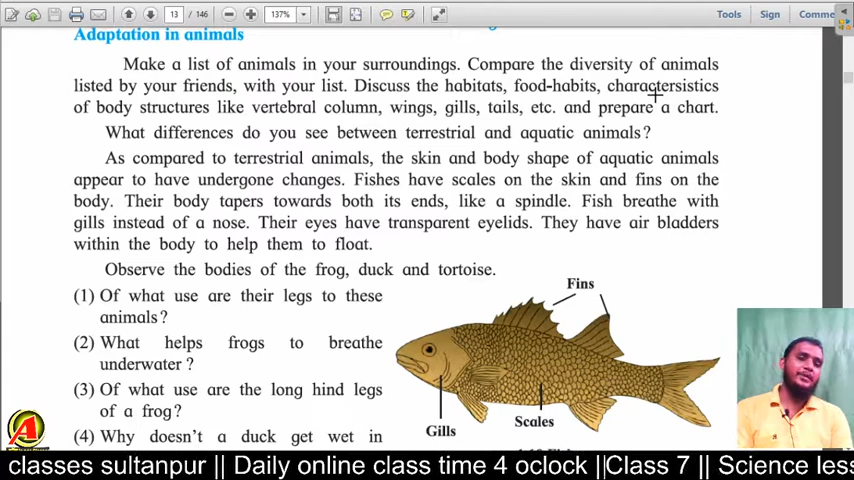 13 / 146
137%
Tools
Sign
Comme
Adaptation in animals
Make a list of animals in your surroundings. Compare the diversity of animals
listed by your friends, with your list. Discuss the habitats, food-habits, charactersistics
of body structures like vertebral column, wings, gills, tails, etc. and prepare a chart.
What differences do you see between terrestrial and aquatic animals?
As compared to terrestrial animals, the skin and body shape of aquatic animals
appear to have undergone changes. Fishes have scales on the skin and fins on the
body. Their body tapers towards both its ends, like a spindle. Fish breathe with
gills instead of a nose. Their eyes have transparent eyelids. They have air bladders
within the body to help them to float.
Observe the bodies of the frog, duck and tortoise.
(1) Of what use are their legs to these
animals?
(2) What helps frogs to breathe
underwater ?
(3) Of what use are the long hind legs
of a frog?
(4) Why doesn't a duck get wet in
Fins
Gills
Scales
A
classes sultanpur || Daily online class time 4 oclock ||Class 7 || Science less